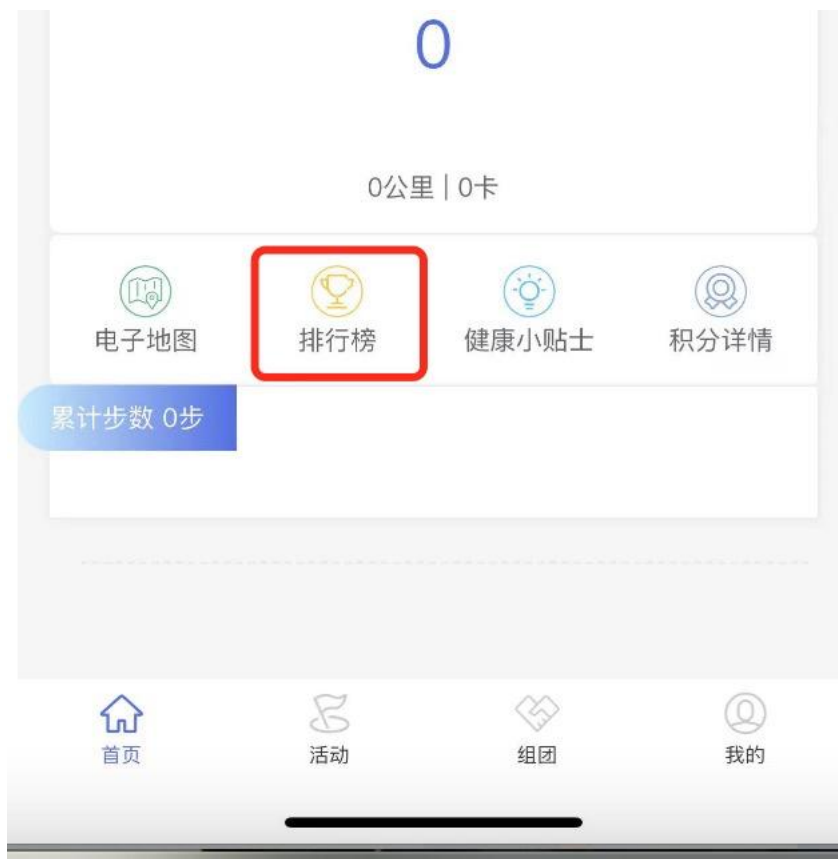 0
0公里 | 0卡
电子地图 排行榜 健康小贴士 积分详情
累计步数 0步
首页 活动 组团 我的